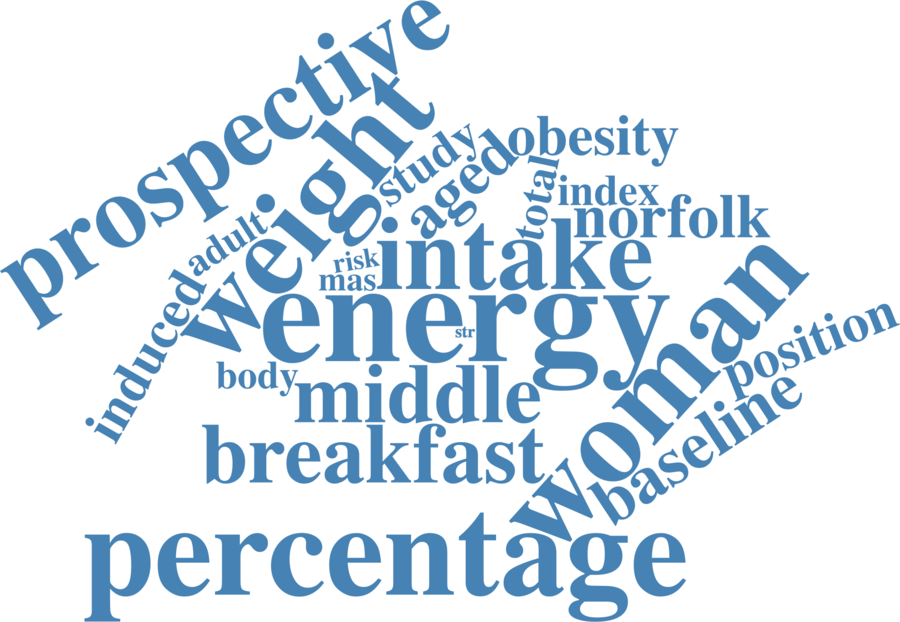 prospective
weight
study
aged
obesity
total
index
norfolk
adult
induced
risk
mas
intake
energy
str
woman
position
body
middle
baseline
breakfast
percentage